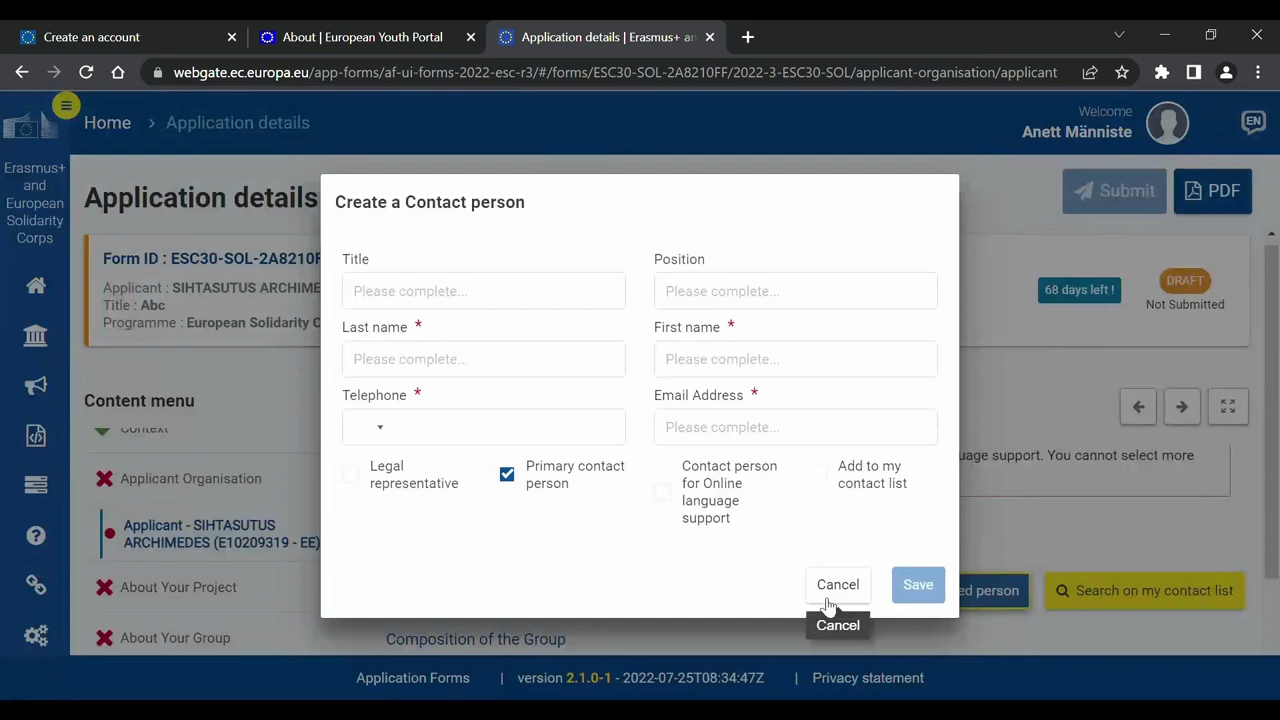 Create an account
About | European Youth Portal
Application details | Erasmus+ an
webgate.ec.europa.eu/app-forms/af-ui-forms-2022-esc-r3/#/forms/ESC30-SOL-2A8210FF/2022-3-ESC30-SOL/applicant-organisation/applicant
Home > Application details
Welcome
Anett Männiste
EN
Erasmus+
and
European
Solidarity
Corps
Application details
Submit
PDF
Form ID : ESC30-SOL-2A8210F
Applicant : SIHTASUTUS ARCHIME
Title : Abc
Programme : European Solidarity C
68 days left !
DRAFT
Not Submitted
Content menu
Context
Applicant Organisation
Applicant - SIHTASUTUS
ARCHIMEDES (E10209319 - EE)
About Your Project
About Your Group
Create a Contact person
Title
Please complete...
Position
Please complete...
Last name *
Please complete...
First name *
Please complete...
Telephone *
Email Address *
Please complete...
Legal
representative
Primary contact
person
Contact person
for Online
language
support
Add to my
contact list
Cancel
Save
Cancel
age support. You cannot select more
ed person
Search on my contact list
Composition of the Group
Application Forms | version 2.1.0-1 - 2022-07-25T08:34:47Z | Privacy statement